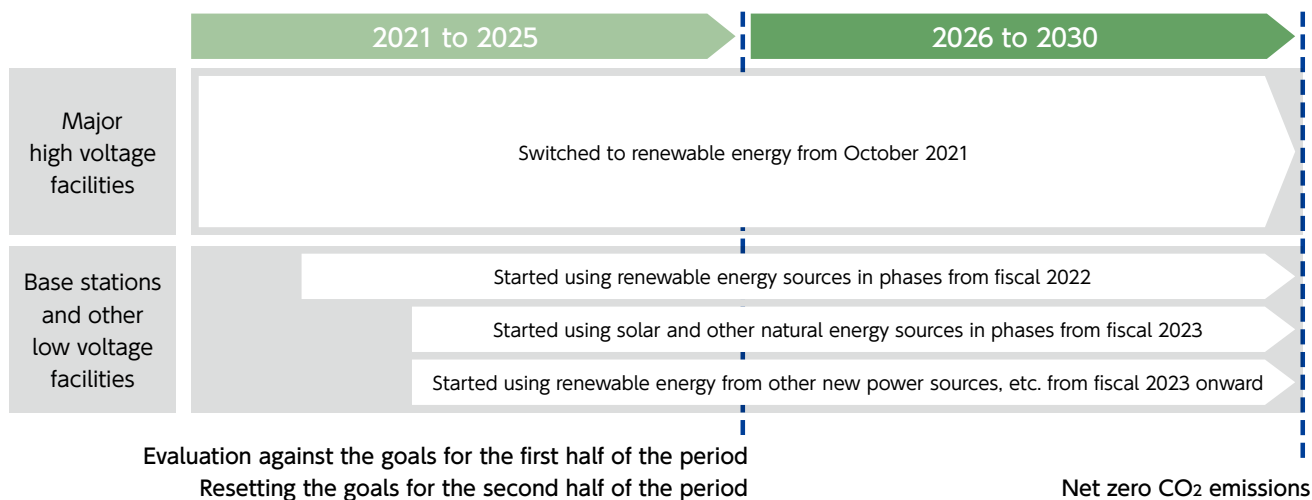 2021 to 2025
2026 to 2030
Major
high voltage
facilities
Switched to renewable energy from October 2021
Base stations
and other
low voltage
facilities
Started using renewable energy sources in phases from fiscal 2022
Started using solar and other natural energy sources in phases from fiscal 2023
Started using renewable energy from other new power sources, etc. from fiscal 2023 onward
Evaluation against the goals for the first half of the period
Resetting the goals for the second half of the period
Net zero CO2 emissions